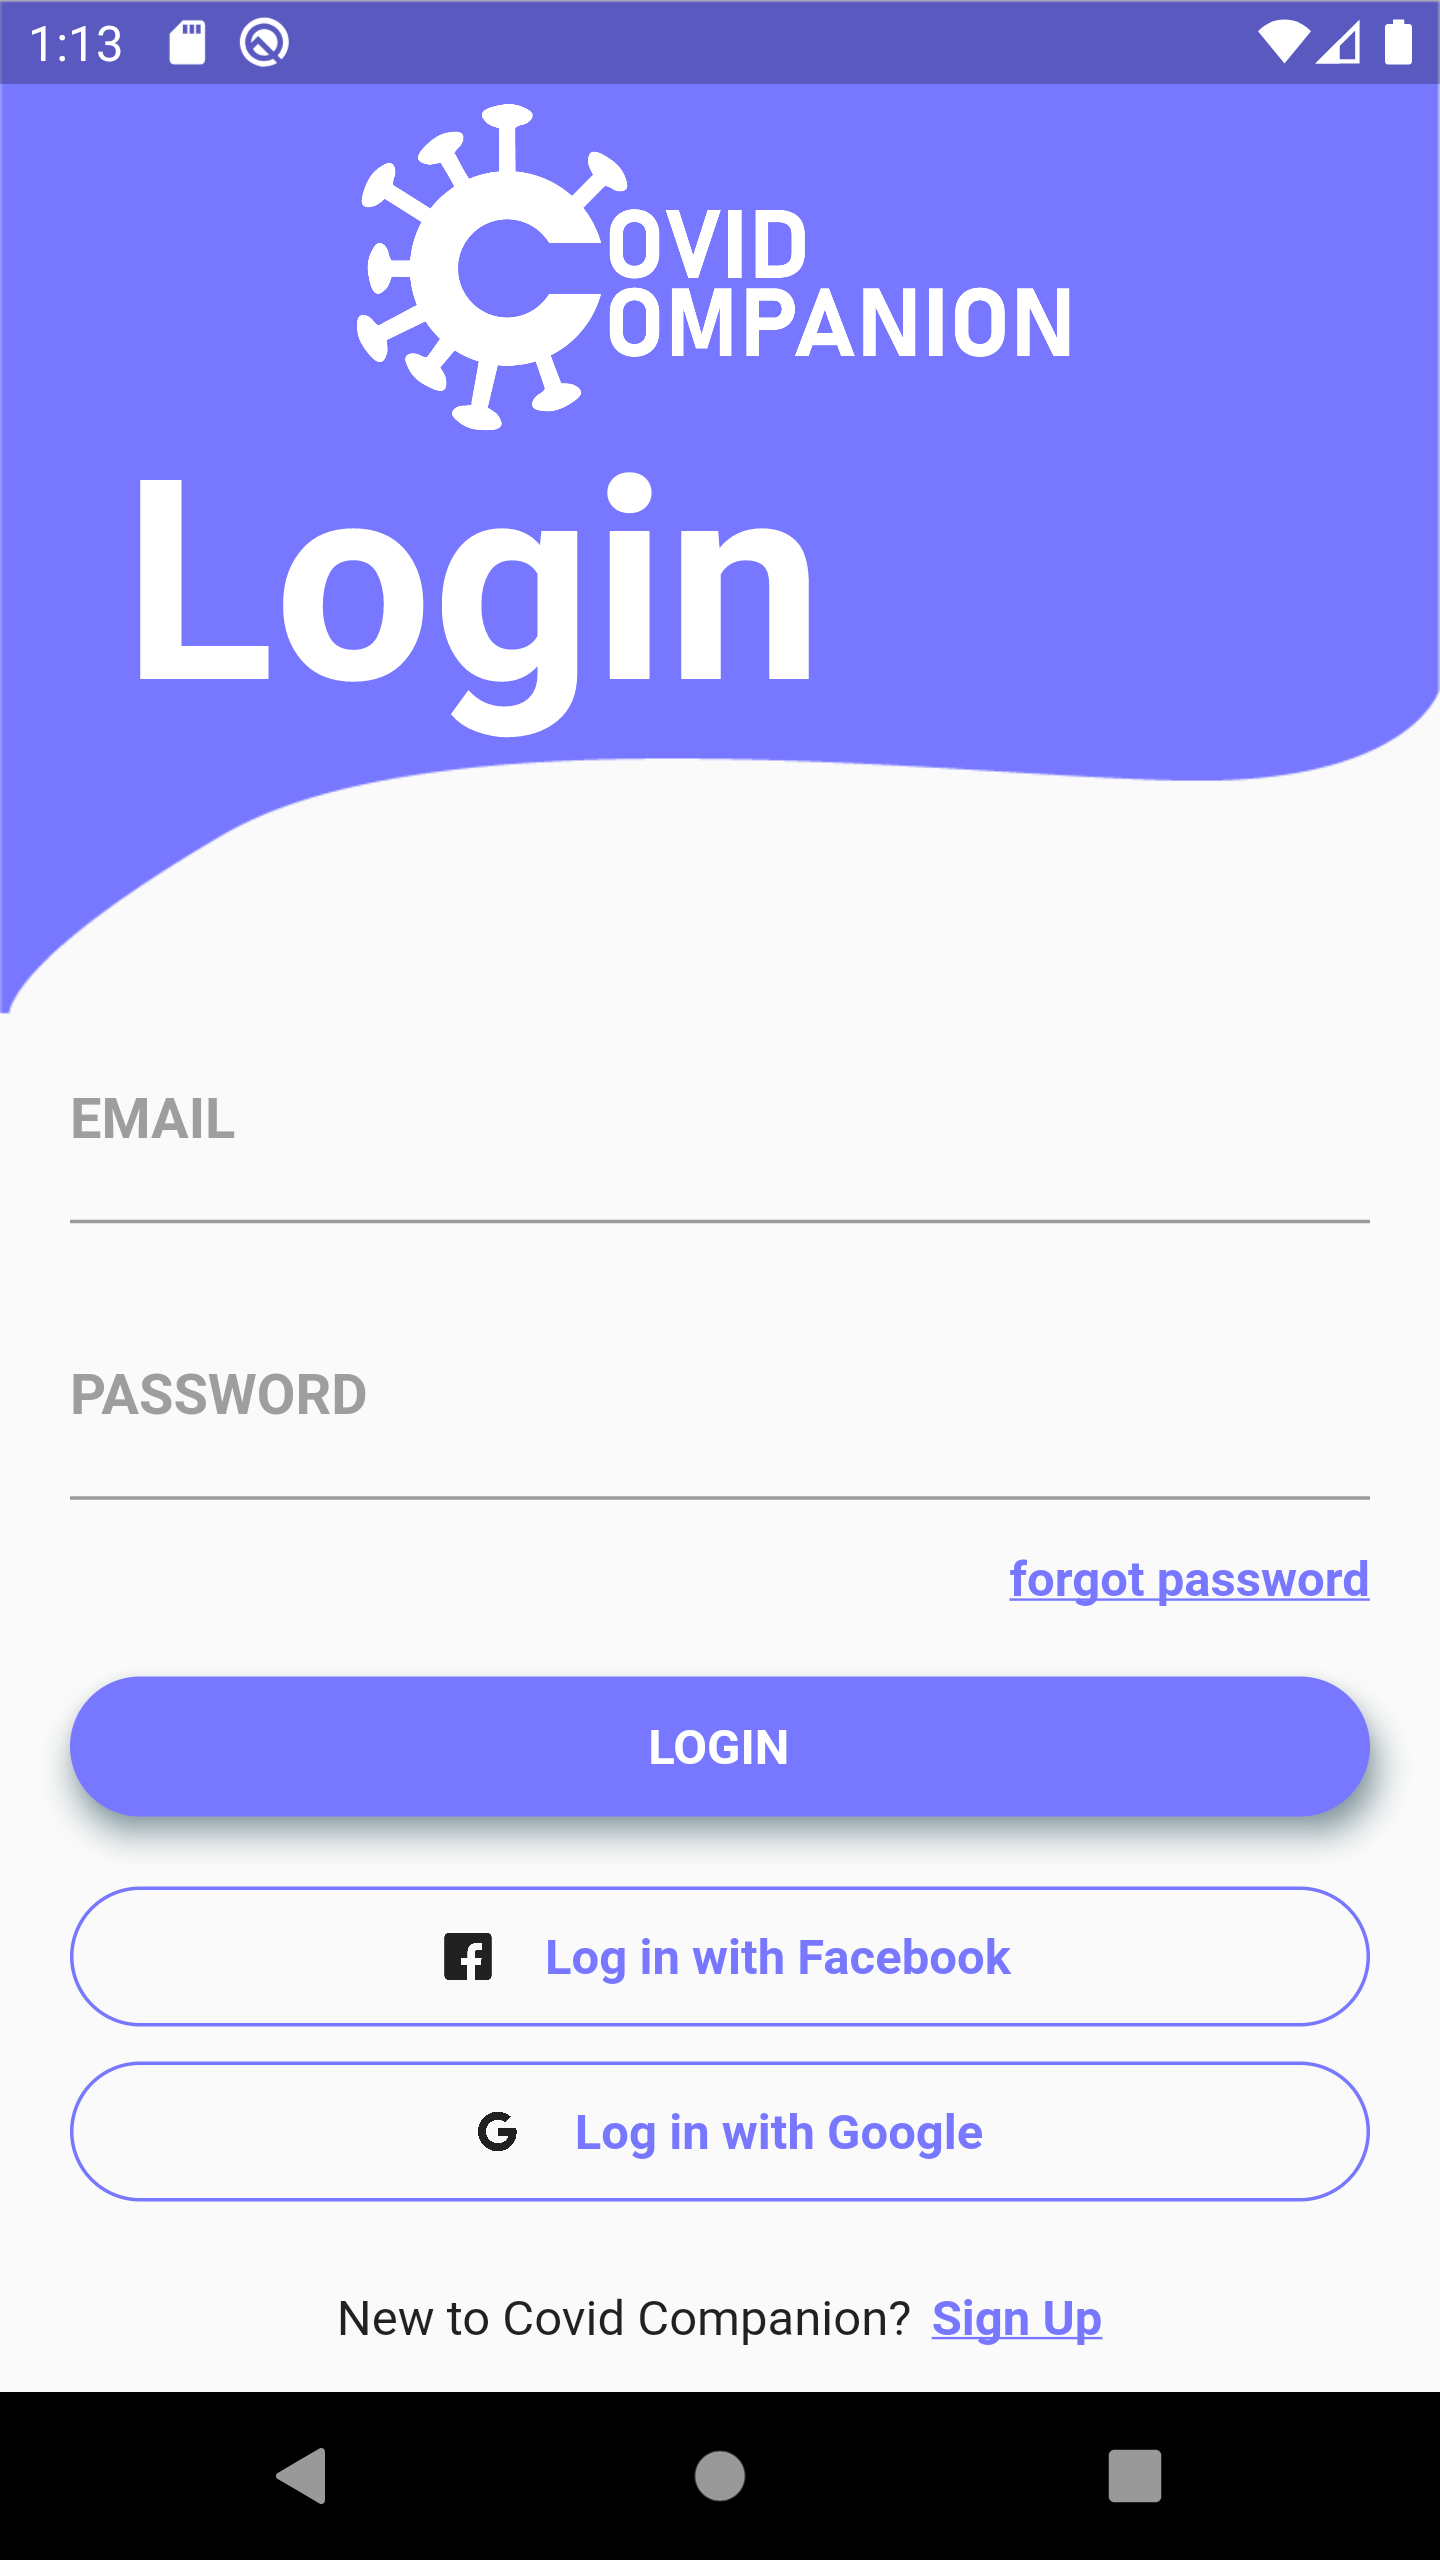 1:13
COVID
COMPANION
Login
EMAIL
PASSWORD
forgot password
LOGIN
Log in with Facebook
Log in with Google
New to Covid Companion? Sign Up